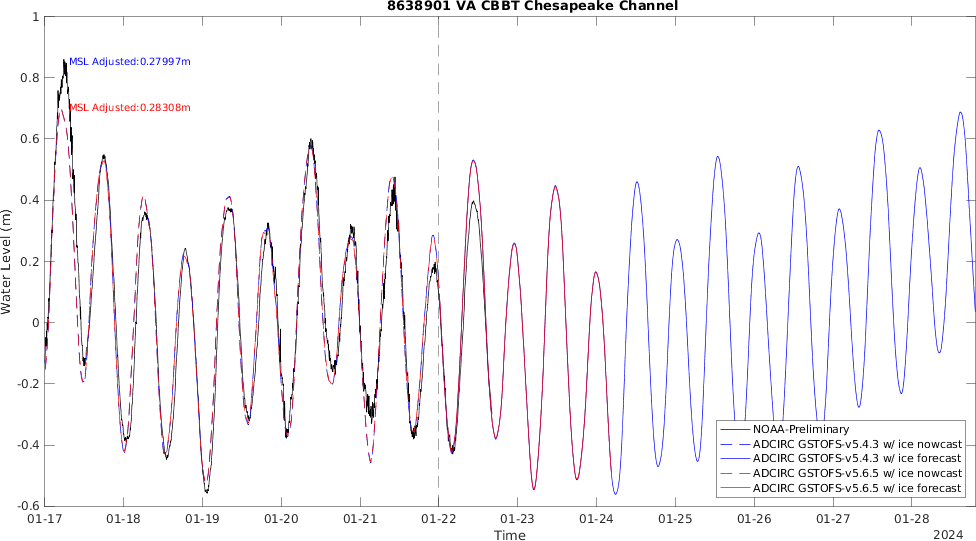 8638901 VA CBBT Chesapeake Channel
1
0.8
0.6
0.4
0.2
0
-0.2
-0.4
-0.6
Water Level (m)
MSL Adjusted:0.27997m
MSL Adjusted:0.28308m
NOAA-Preliminary
ADCIRC GSTOFS-v5.4.3 w/ ice nowcast
ADCIRC GSTOFS-v5.4.3 w/ ice forecast
ADCIRC GSTOFS-v5.6.5 w/ ice nowcast
ADCIRC GSTOFS-v5.6.5 w/ ice forecast
01-17 01-18 01-19 01-20 01-21 01-22 01-23 01-24 01-25 01-26 01-27 01-28
Time
2024